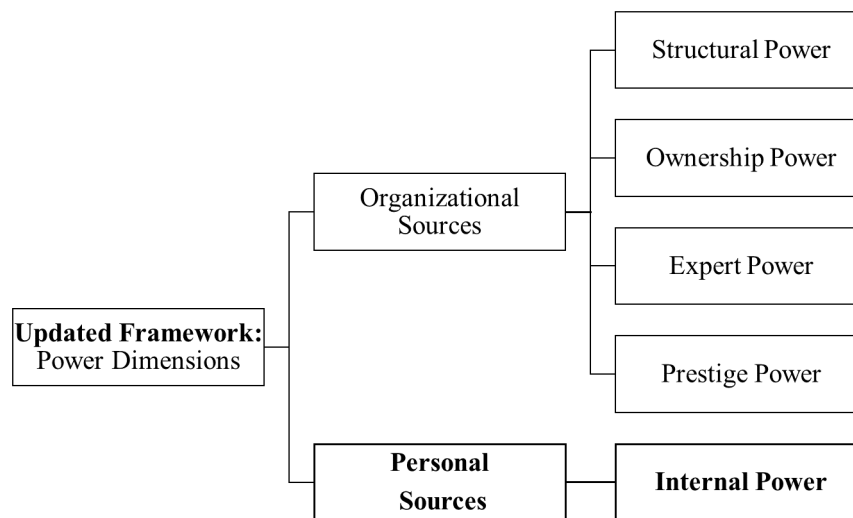 Structural Power
Ownership Power
Organizational
Sources
Expert Power
Updated Framework:
Power Dimensions
Prestige Power
Personal
Sources
Internal Power